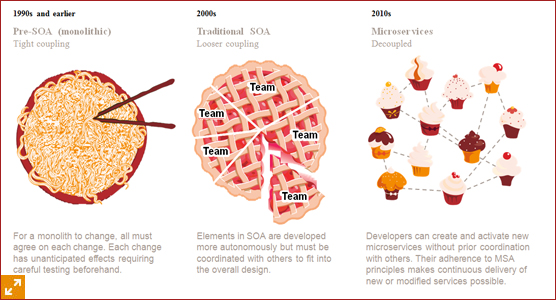 1990s and earlier
Pre-SOA (monolithic)
Tight coupling
For a monolith to change, all must
agree on each change. Each change
has unanticipated effects requiring
careful testing beforehand.
2000s
Traditional SOA
Looser coupling
Team
Team
Team
Team
Team
Elements in SOA are developed
more autonomously but must be
coordinated with others to fit into
the overall design.
2010s
Microservices
Decoupled
Developers can create and activate new
microservices without prior coordination
with others. Their adherence to MSA
principles makes continuous delivery of
new or modified services possible.